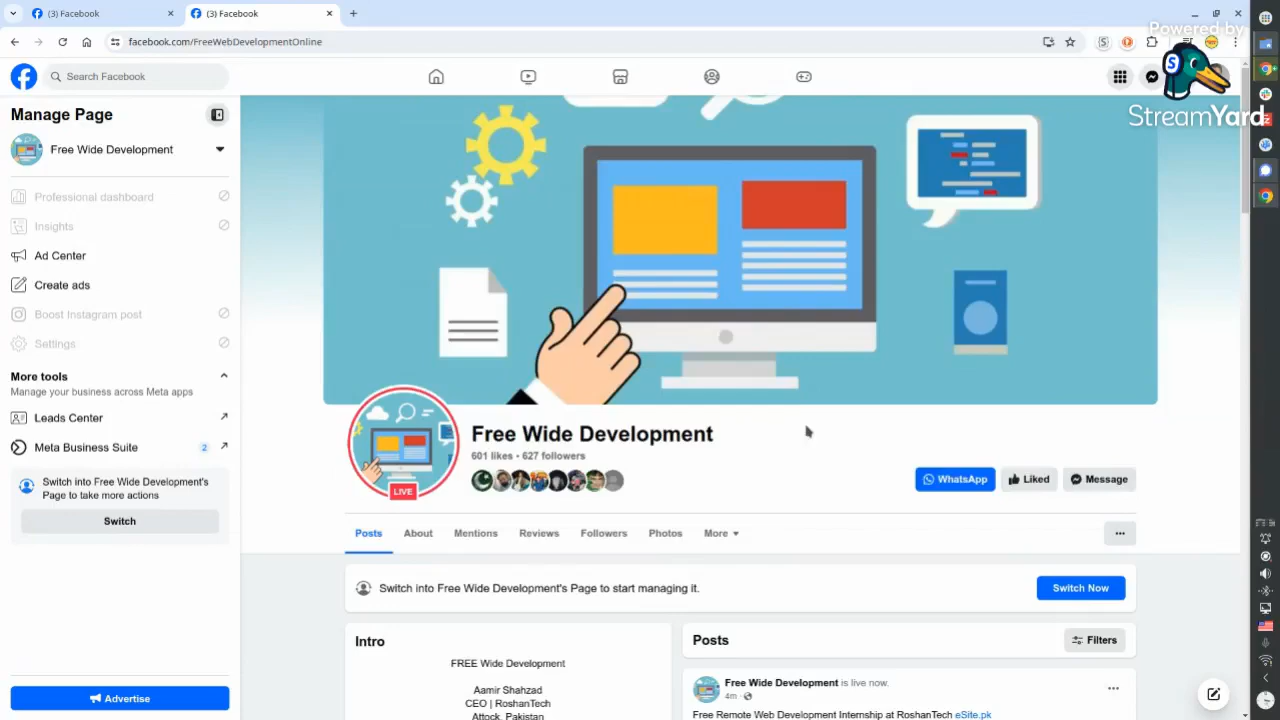 (3) Facebook
(3) Facebook
facebook.com/FreeWebDevelopmentOnline
Powered by
StreamYard
Search Facebook
Manage Page
Free Wide Development
Professional dashboard
Insights
Ad Center
Create ads
Boost Instagram post
Settings
More tools
Manage your business across Meta apps
Leads Center
Meta Business Suite 2
Switch into Free Wide Development's
Page to take more actions
Switch
Advertise
LIVE
Free Wide Development
601 likes • 627 followers
WhatsApp
Liked
Message
Posts
About
Mentions
Reviews
Followers
Photos
More
Switch into Free Wide Development's Page to start managing it.
Switch Now
Intro
FREE Wide Development
Aamir Shahzad
CEO | RoshanTech
Attock, Pakistan
Posts
Filters
Free Wide Development is live now.
4m
Free Remote Web Development Internship at RoshanTech eSite.pk